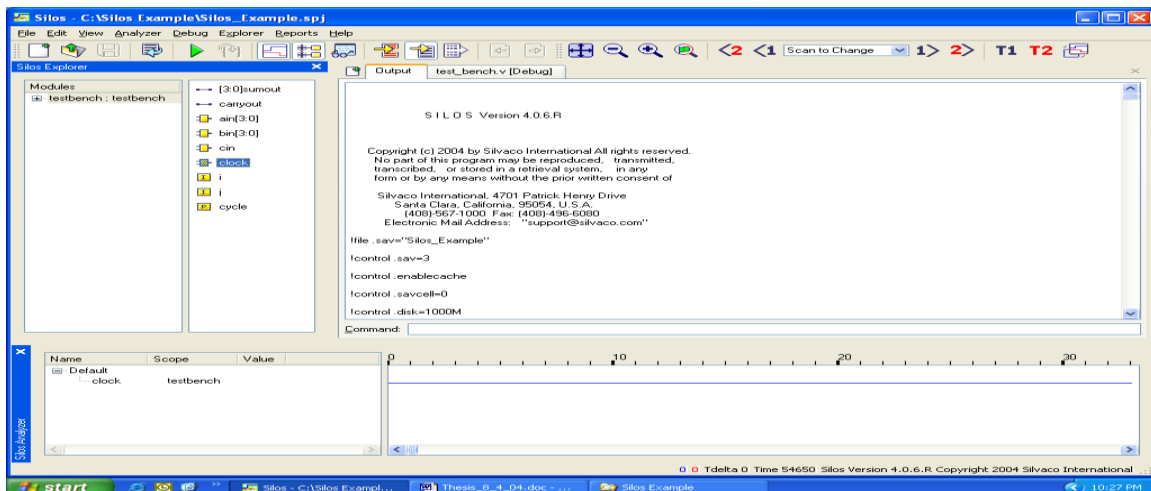 Silos - C:\Silos Example\Silos_Example.spj
File Edit View Analyzer Debug Explorer Reports Help
<2 <1 Scan to Change 1> 2> T1 T2
Silos Explorer
Output test_bench.v [Debug]
Modules
testbench : testbench
[3:0]sumout
carryout
ain[3:0]
bin[3:0]
cin
clock
i
j
cycle
S I L O S Version 4.0.6.R
Copyright (c) 2004 by Silvaco International All rights reserved.
No part of this program may be reproduced, transmitted,
transcribed, or stored in a retrieval system, in any
form or by any means without the prior written consent of
Silvaco International, 4701 Patrick Henry Drive
Santa Clara, California, 95054, U.S.A.
(408)-567-1000 Fax: (408)-496-6080
Electronic Mail Address: "support@silvaco.com"
!file .sav="Silos_Example"
!control .sav=3
!control .enablecache
!control .savcell=0
!control .disk=1000M
Command:
Name Scope Value
0 10 20 30
Default
clock testbench
Silos Analyzer
0 0 Tdelta 0 Time 54650 Silos Version 4.0.6.R Copyright 2004 Silvaco International
start Silos - C:\Silos Exampl... Thesis_8_4_04.doc - ... Silos Example 10:27 PM